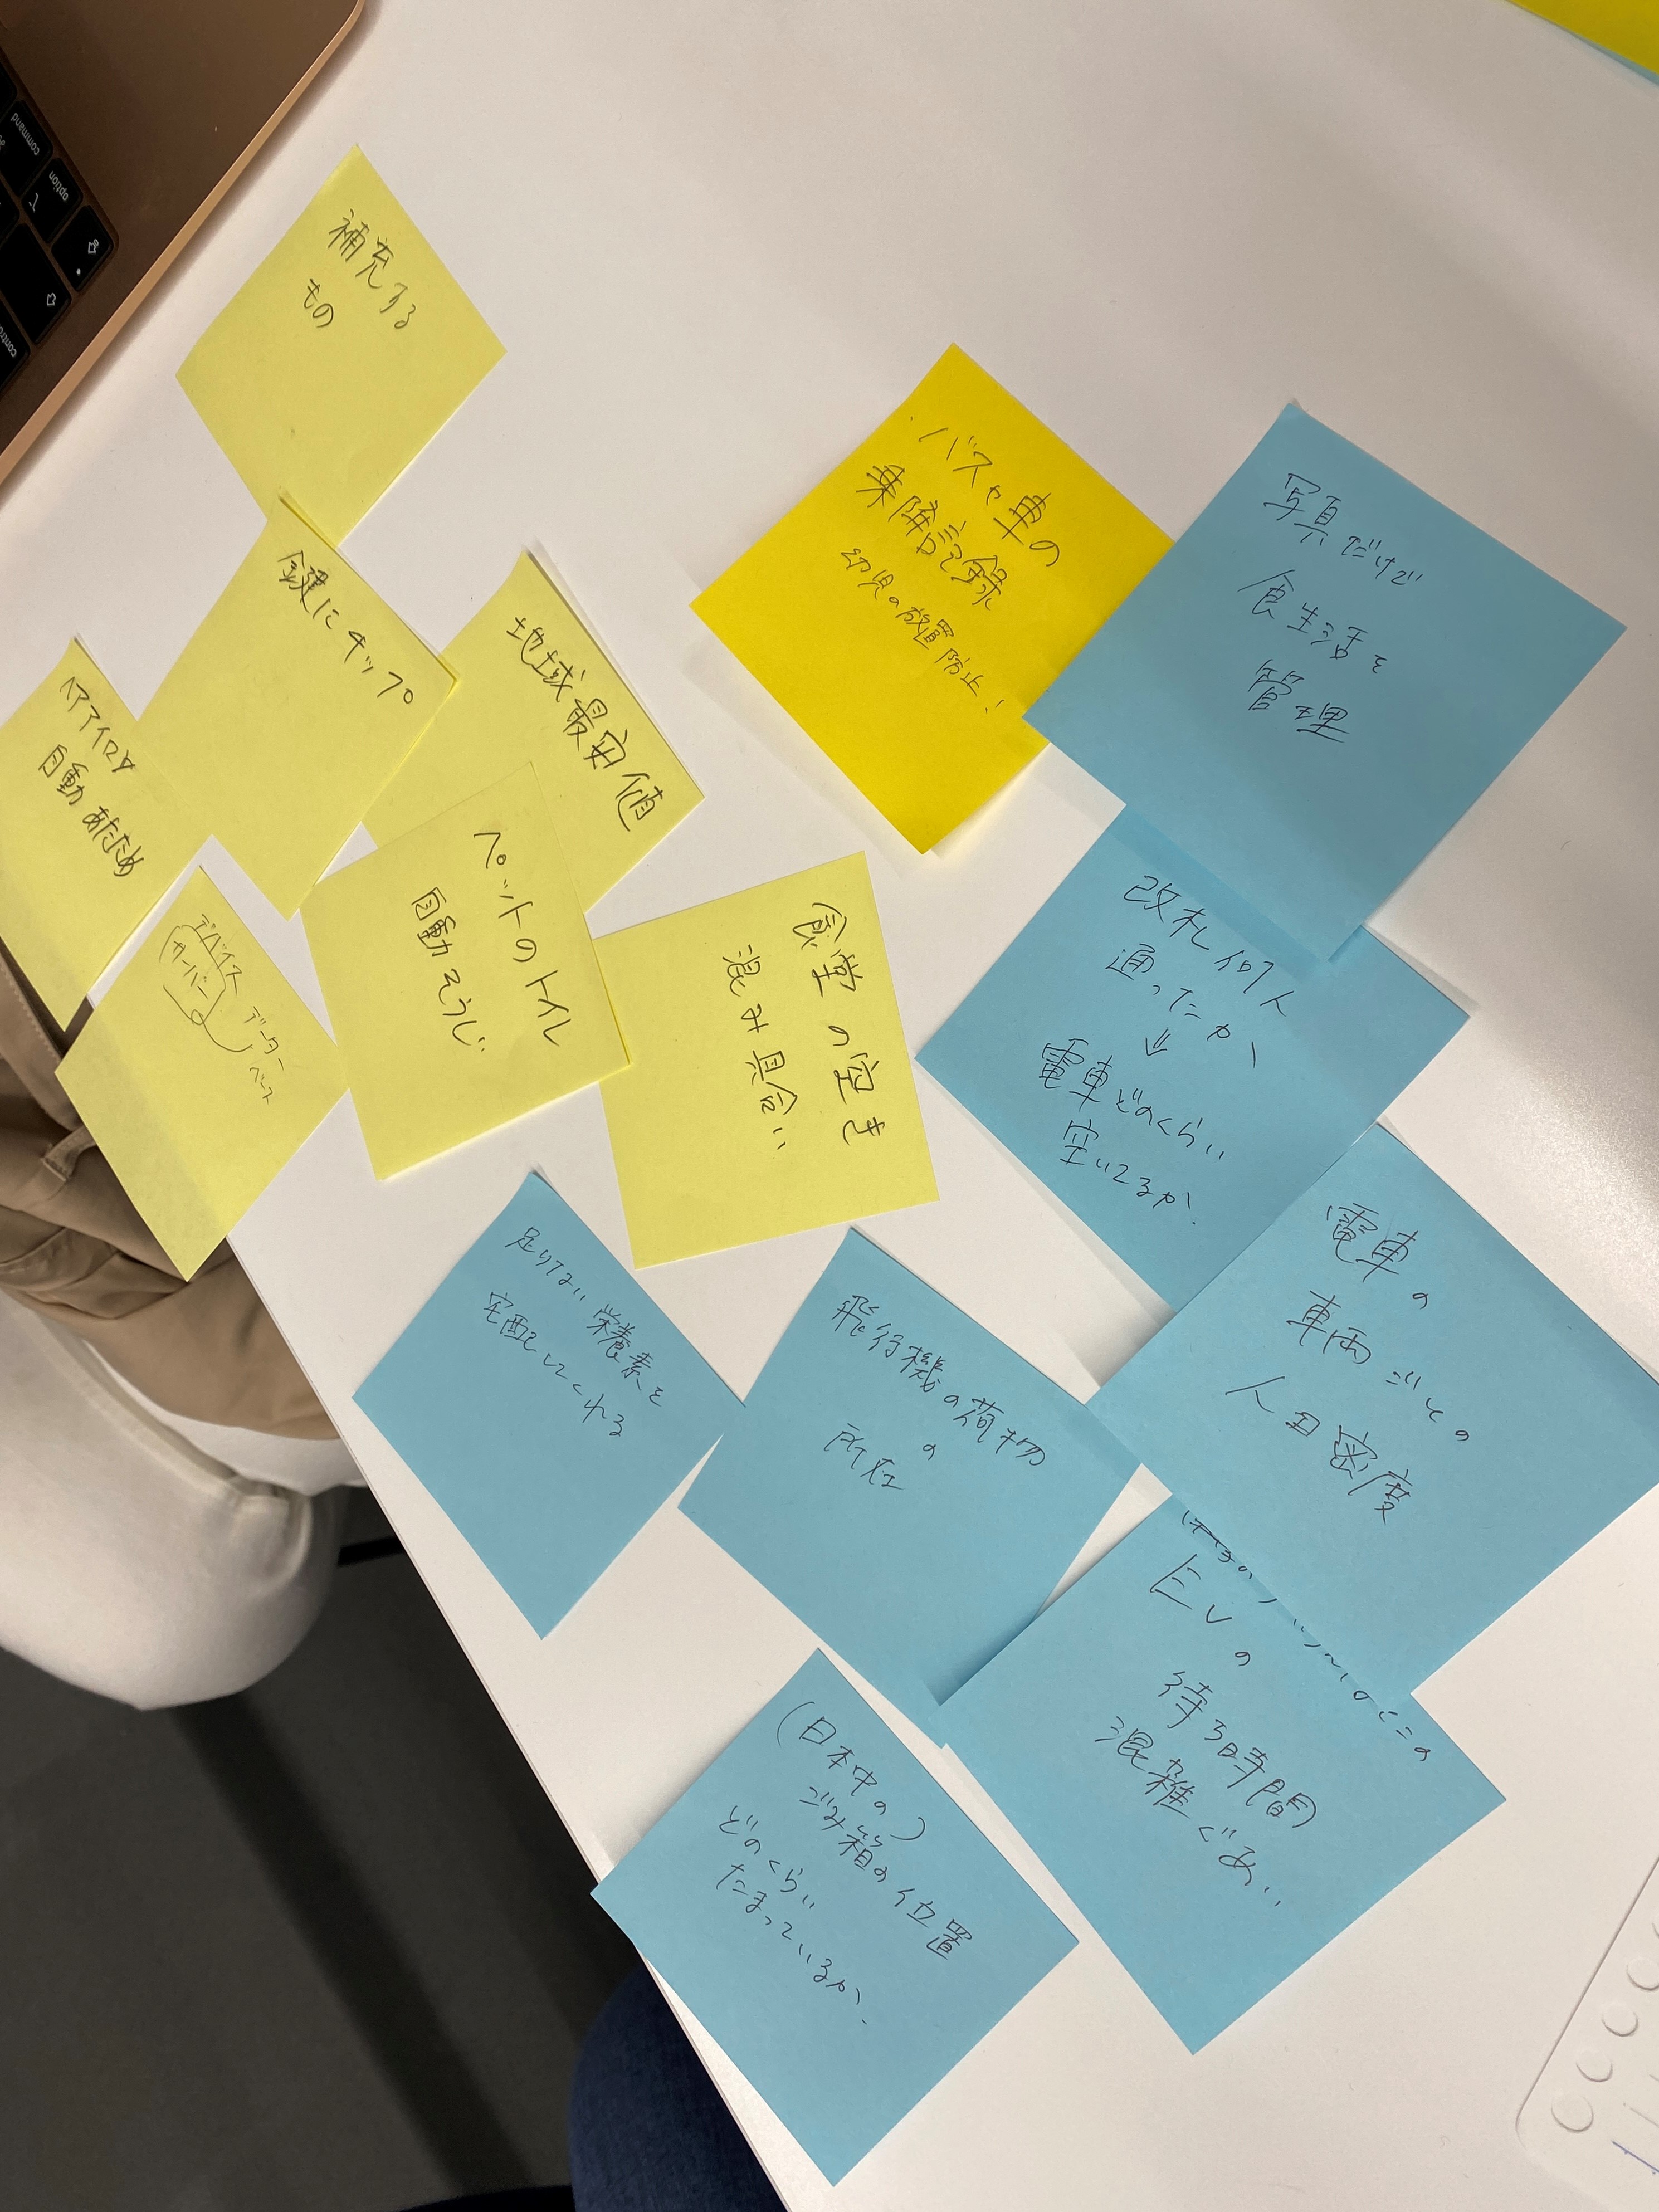 command
option
control
補充する
もの
鍵にチップ
地域最安値
ヘアアイロン
自動あたため
デバイス
サーバー
データー
ベース
ペットのトイレ
自動そうじ
食堂の空き
混み具合い
バスや車の
乗降記録
幼児の放置防止!
写真だけで
食生活を
管理
改札何人
通ったか、
⇓
電車どのくらい
空いてるか、
電車の
車両ごとの
人口密度
足りてない栄養素を
宅配してくれる
飛行機の荷物
の
所在
EVの
待ち時間
混雑ぐあい
(日本中の)
ごみ箱の位置
どのくらい
たまっているか、